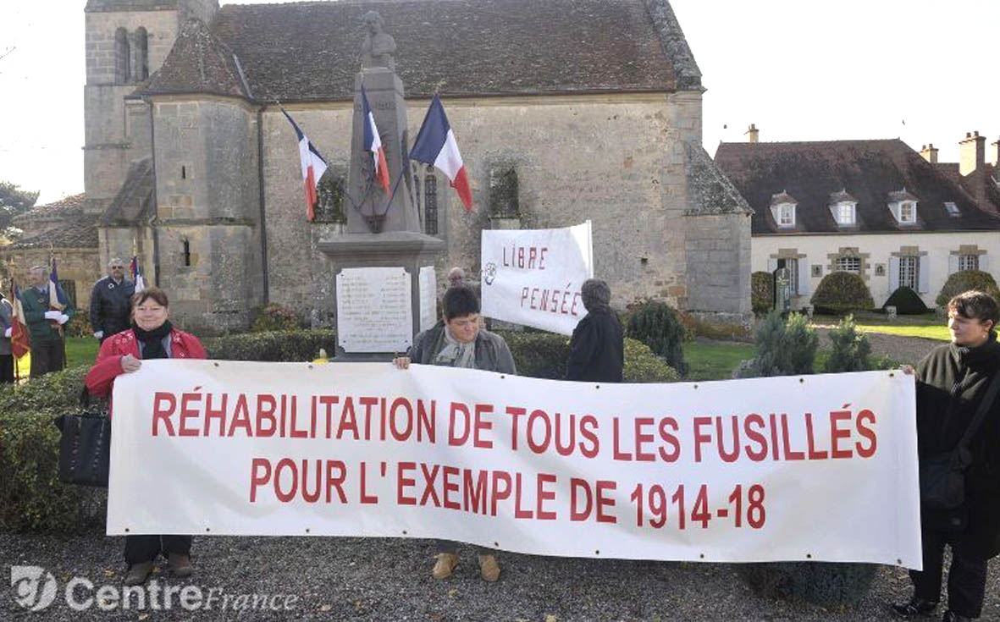 LIBRE
PENSÉE
RÉHABILITATION DE TOUS LES FUSILLÉS
POUR L'EXEMPLE DE 1914-18
CentreFrance